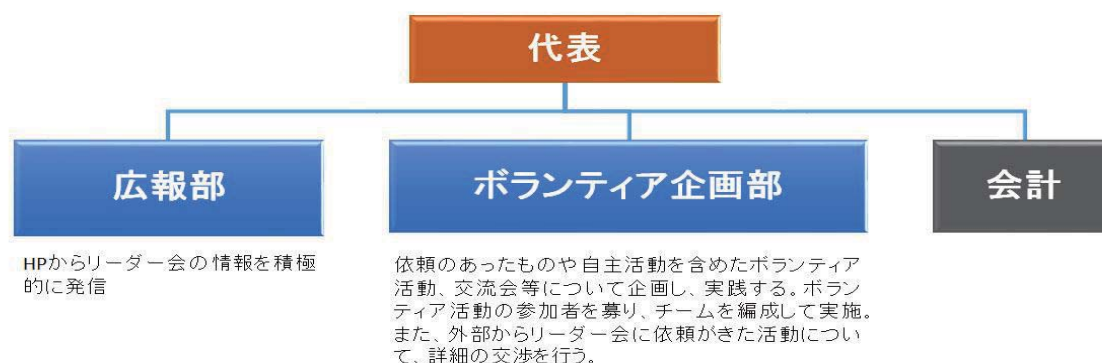 代表
広報部
ボランティア企画部
会計
HPからリーダー会の情報を積極
的に発信
依頼のあったものや自主活動を含めたボランティア
活動、交流会等について企画し、実践する。ボラン
ティア活動の参加者を募り、チームを編成して実施。
また、外部からリーダー会に依頼がきた活動につい
て、詳細の交渉を行う。